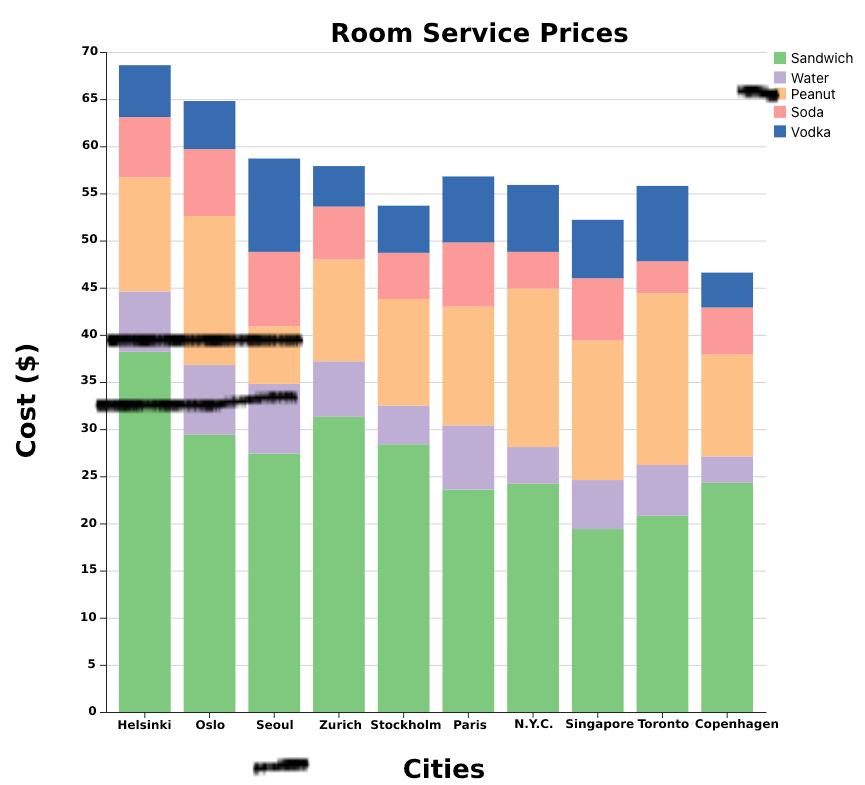 Room Service Prices
Sandwich
Water
Peanut
Soda
Vodka
70
65
60
55
50
45
40
35
30
25
20
15
10
5
0
Cost ($)
Helsinki Oslo Seoul Zurich Stockholm Paris N.Y.C. Singapore Toronto Copenhagen
Cities